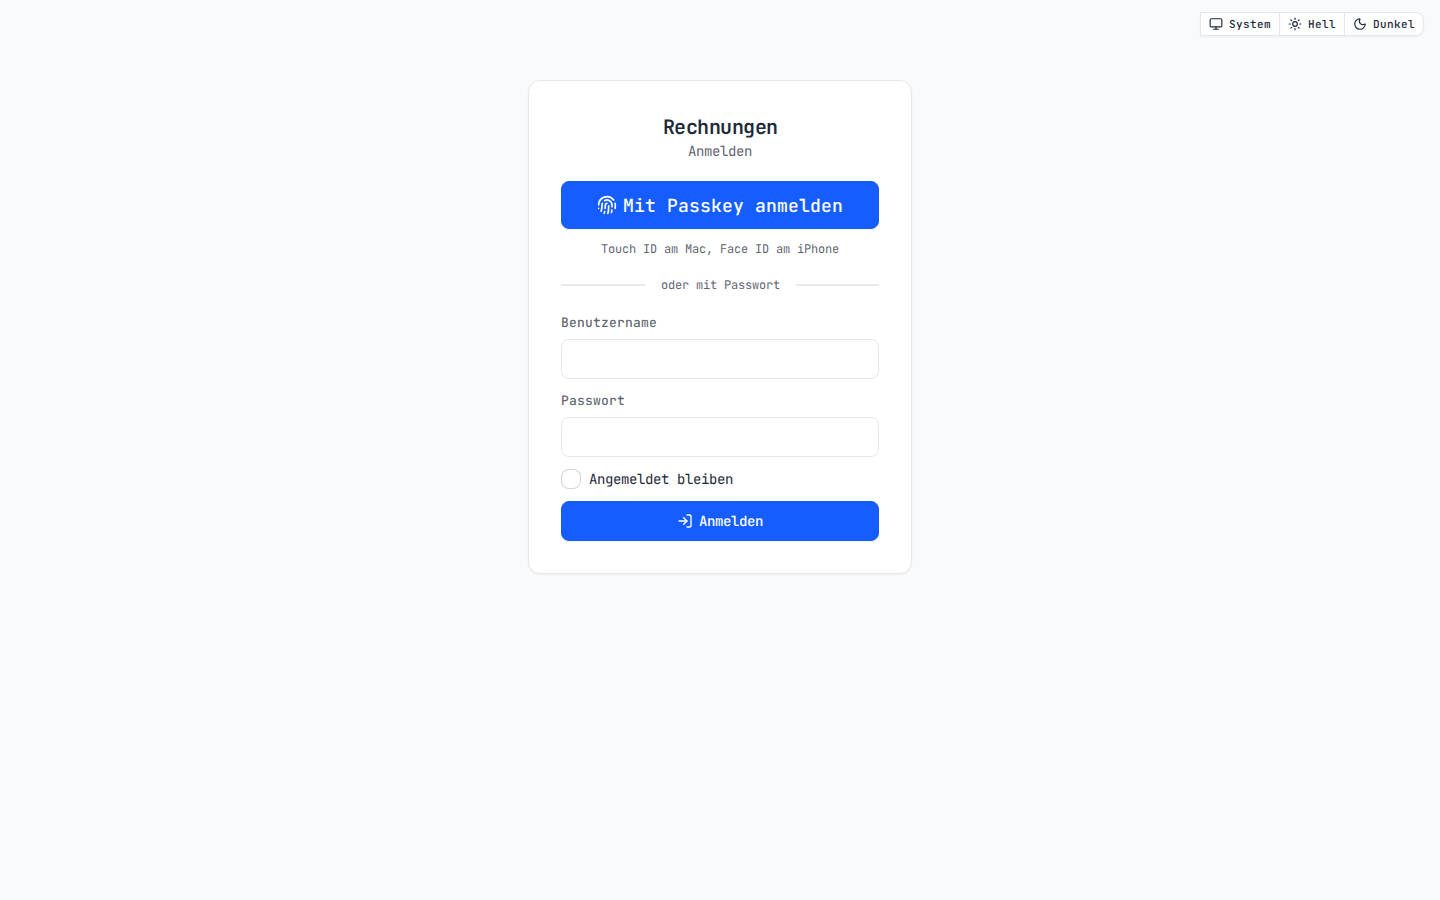 System Hell Dunkel
Rechnungen
Anmelden
Mit Passkey anmelden
Touch ID am Mac, Face ID am iPhone
oder mit Passwort
Benutzername
Passwort
Angemeldet bleiben
Anmelden